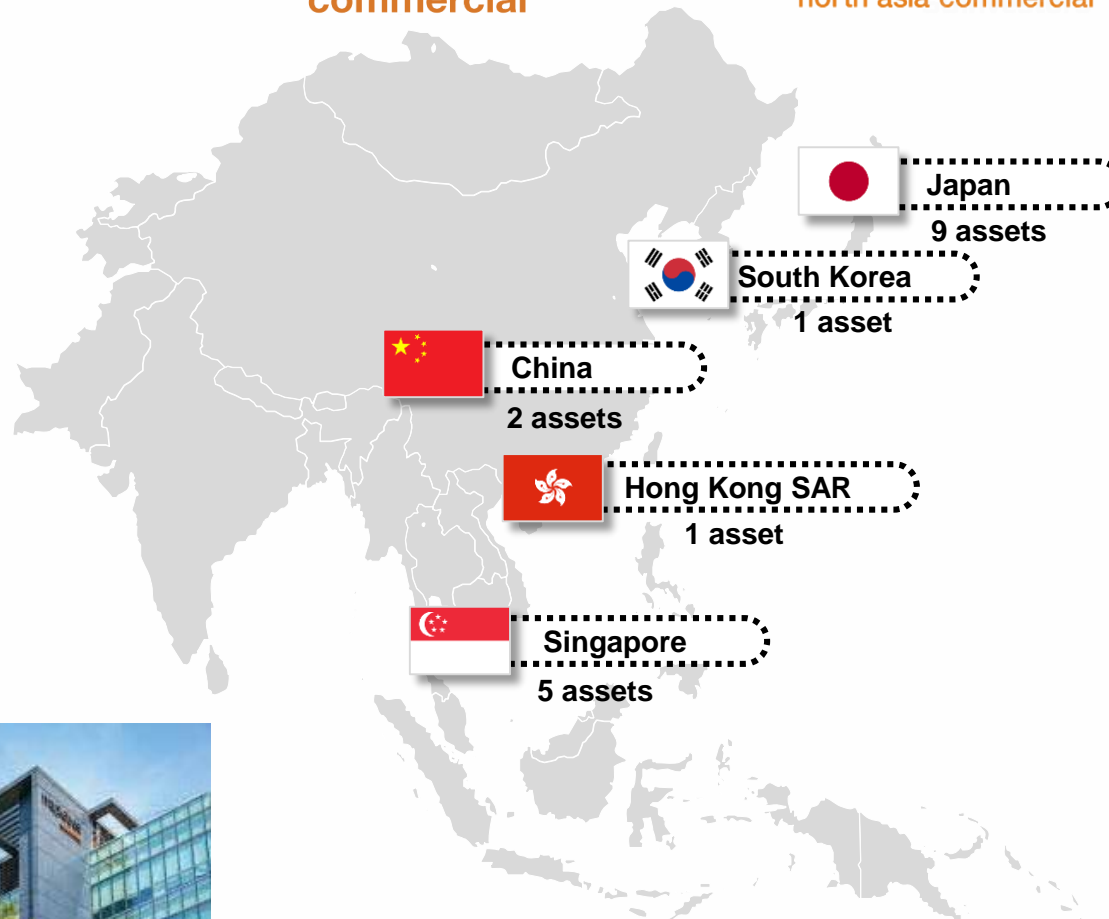 commercial
north asia commercial
Japan
9 assets
South Korea
1 asset
China
2 assets
Hong Kong SAR
1 asset
Singapore
5 assets